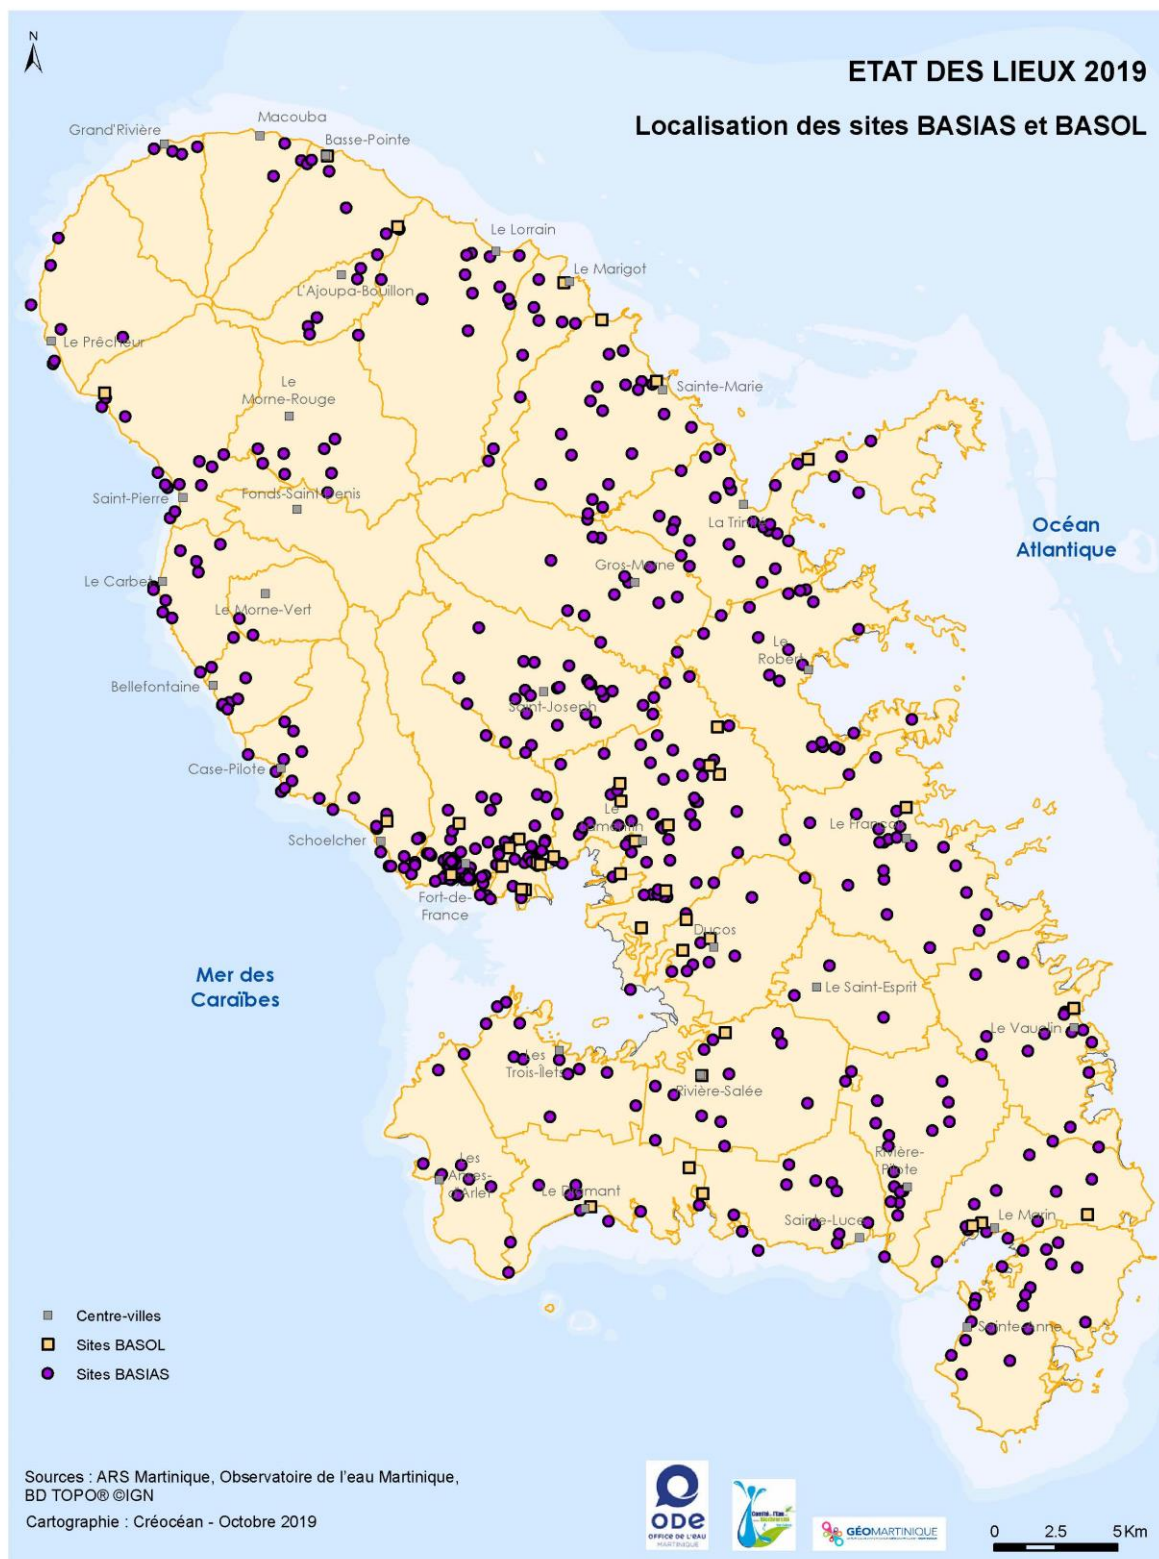 N
ETAT DES LIEUX 2019
Localisation des sites BASIAS et BASOL
Macouba
Grand'Rivière
Basse-Pointe
Le Lorrain
Le Marigot
L'Ajoupa-Bouillon
Le Prêcheur
Le
Morne-Rouge
Sainte-Marie
Saint-Pierre
Fonds-Saint-Denis
La Trinité
Océan
Atlantique
Gros-Morne
Le Carbet
Le Morne-Vert
Le
Robert
Bellefontaine
Saint-Joseph
Case-Pilote
Le
Lamentin
Le François
Schoelcher
Fort-de-
France
Ducos
Mer des
Caraïbes
Le Saint-Esprit
Le Vauclin
Les
Trois-Îlets
Rivière-Salée
Rivière-
Pilote
Les
Anses-
d'Arlet
Le Diamant
Sainte-Luce
Le Marin
Sainte-Anne
Centre-villes
Sites BASOL
Sites BASIAS
Sources : ARS Martinique, Observatoire de l'eau Martinique,
BD TOPO® ©IGN
Cartographie : Créocéan - Octobre 2019
ODE
OFFICE DE L'EAU
MARTINIQUE
Comité de l'Eau
GÉOMARTINIQUE
0 2.5 5 Km